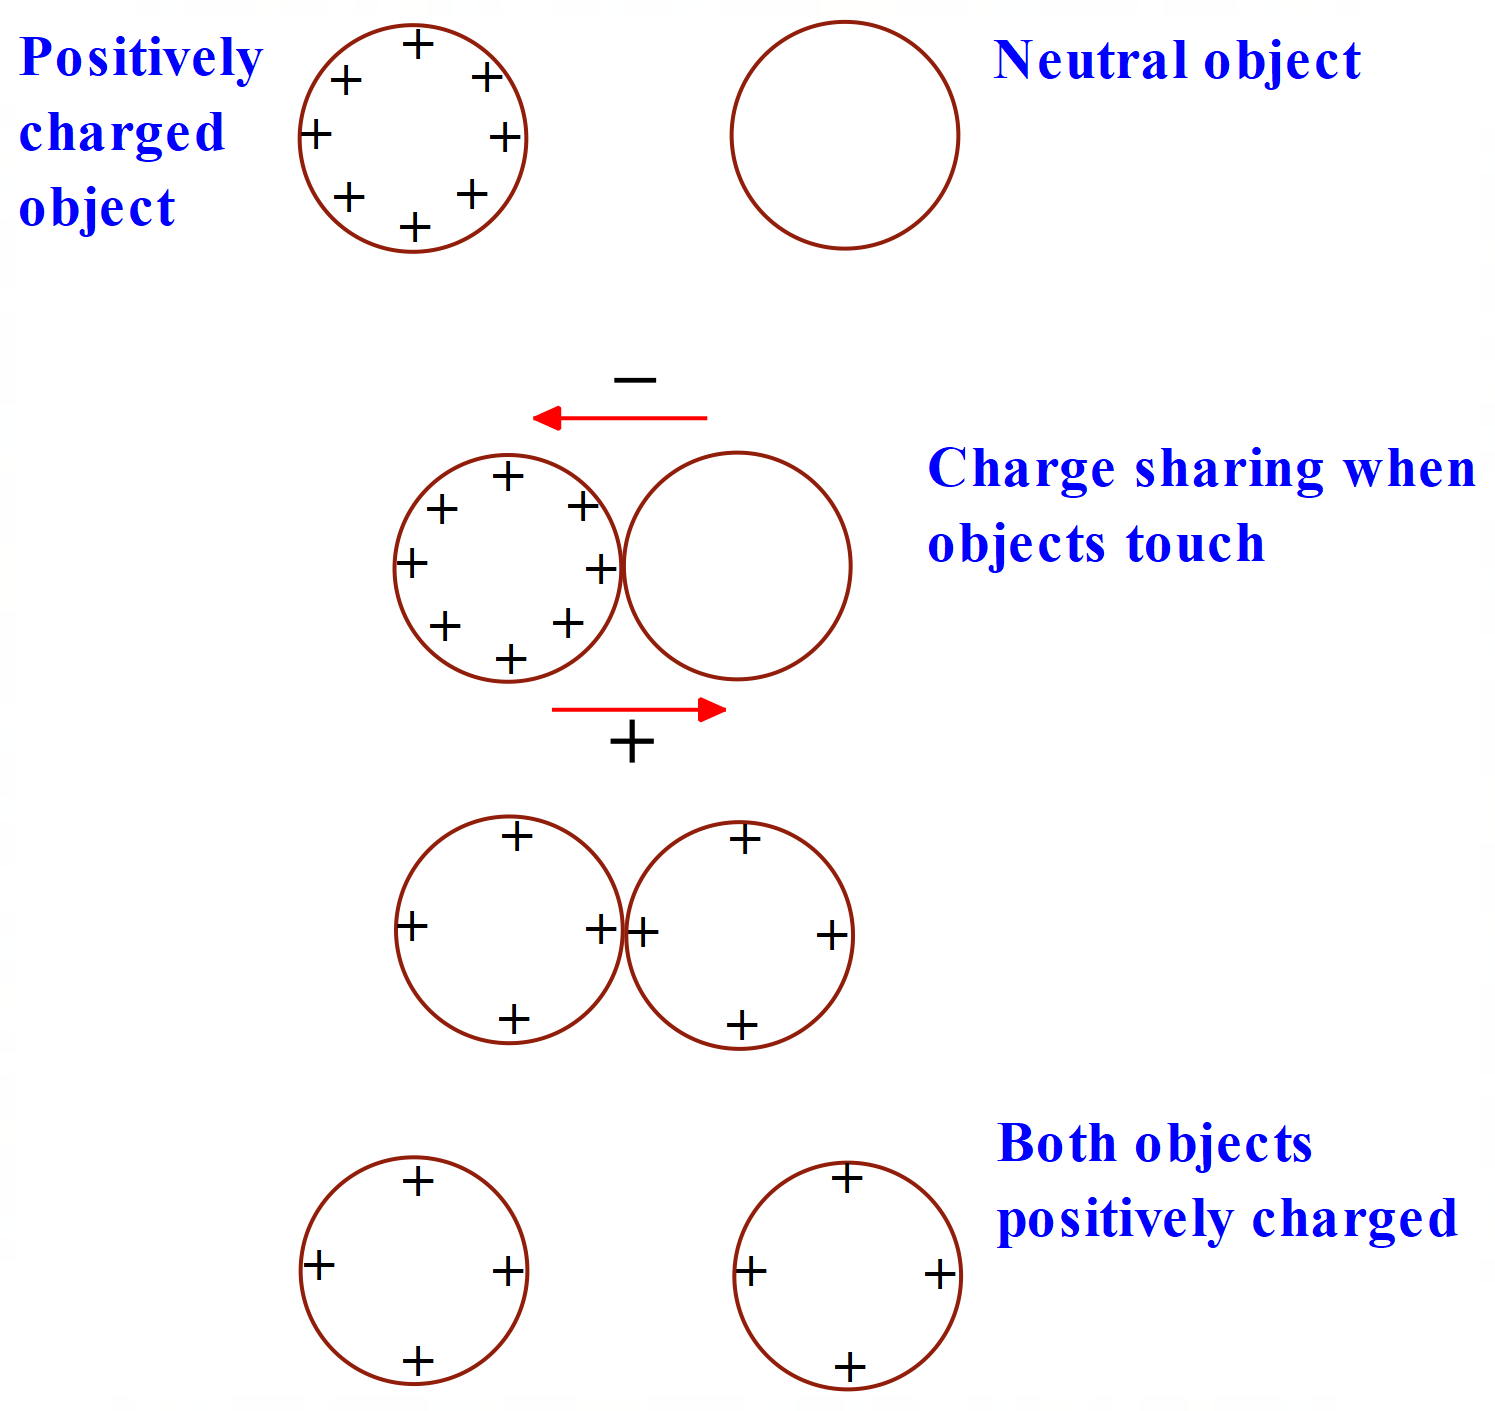 Positively
charged
object
Neutral object
−
Charge sharing when
objects touch
+
Both objects
positively charged